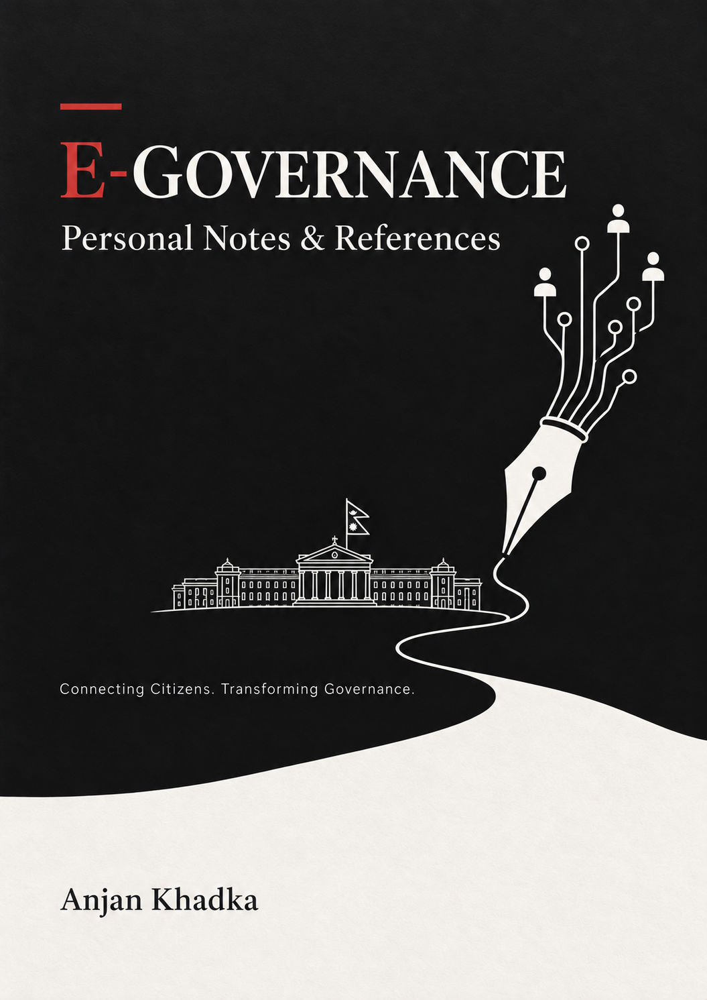 E-GOVERNANCE
Personal Notes & References
Connecting Citizens. Transforming Governance.
Anjan Khadka